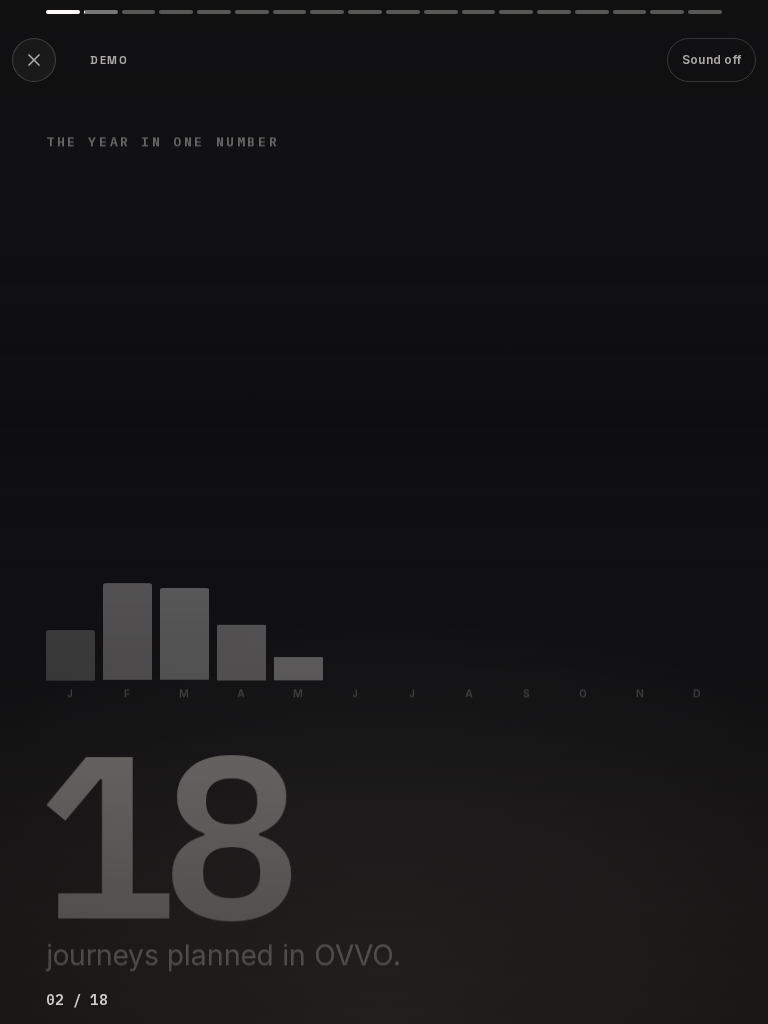 DEMO
Sound off
THE YEAR IN ONE NUMBER
J F M A M J J A S O N D
18
journeys planned in OVVO.
02 / 18